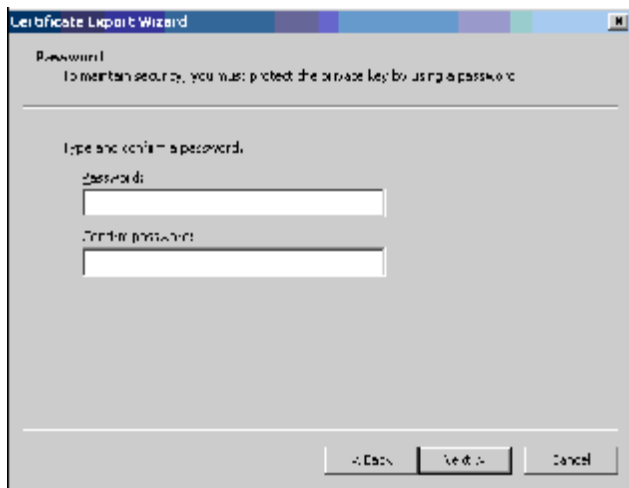 Certificate Export Wizard
Password
To maintain security, you must protect the private key by using a password.
Type and confirm a password.
Password:
Confirm password:
< Back
Next >
Cancel